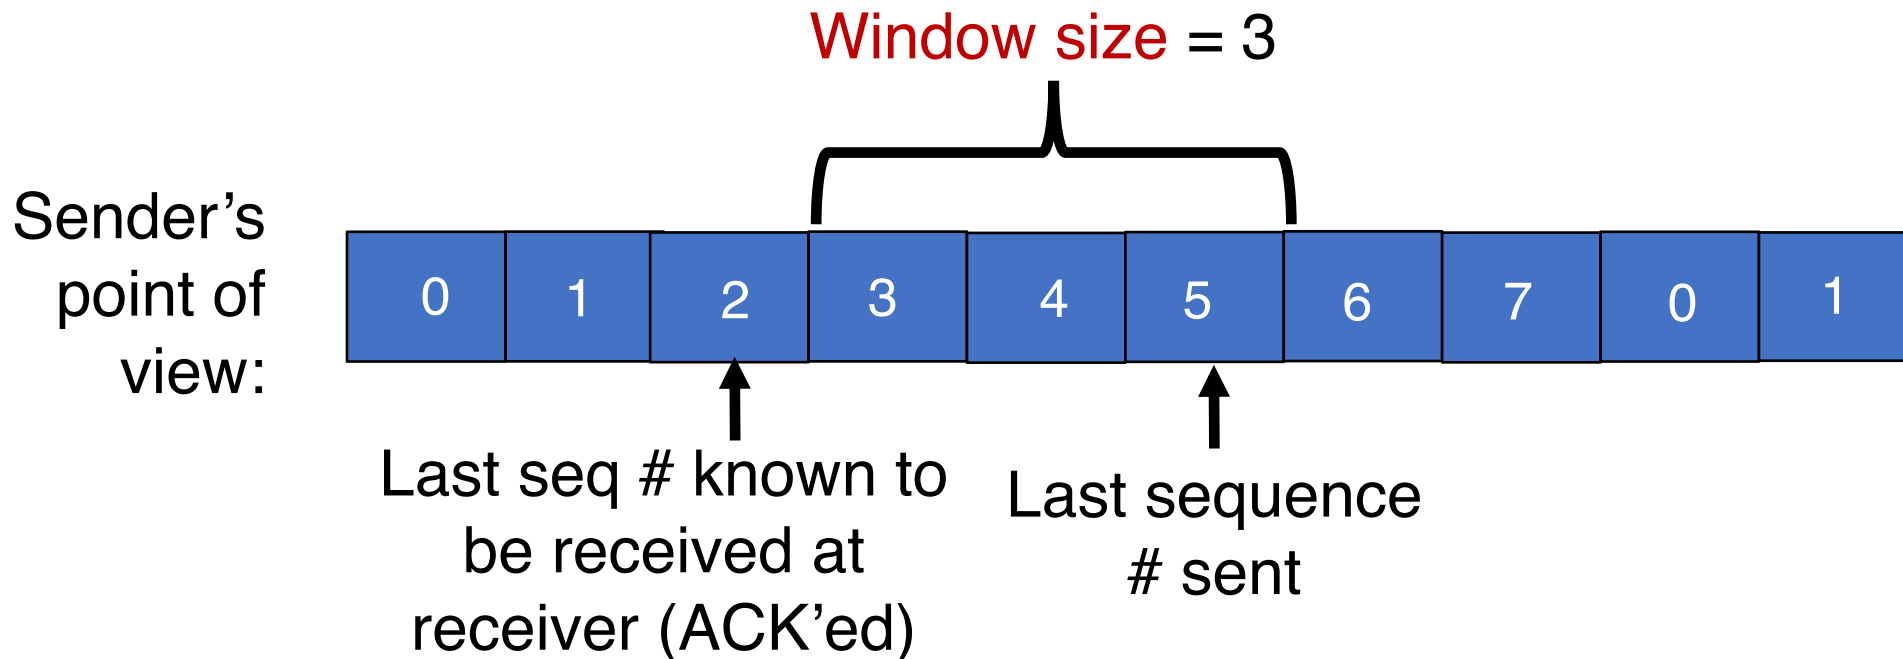 Window size = 3
Sender’s
point of
view:
0 1 2 3 4 5 6 7 0 1
Last seq # known to
be received at
receiver (ACK’ed)
Last sequence
# sent